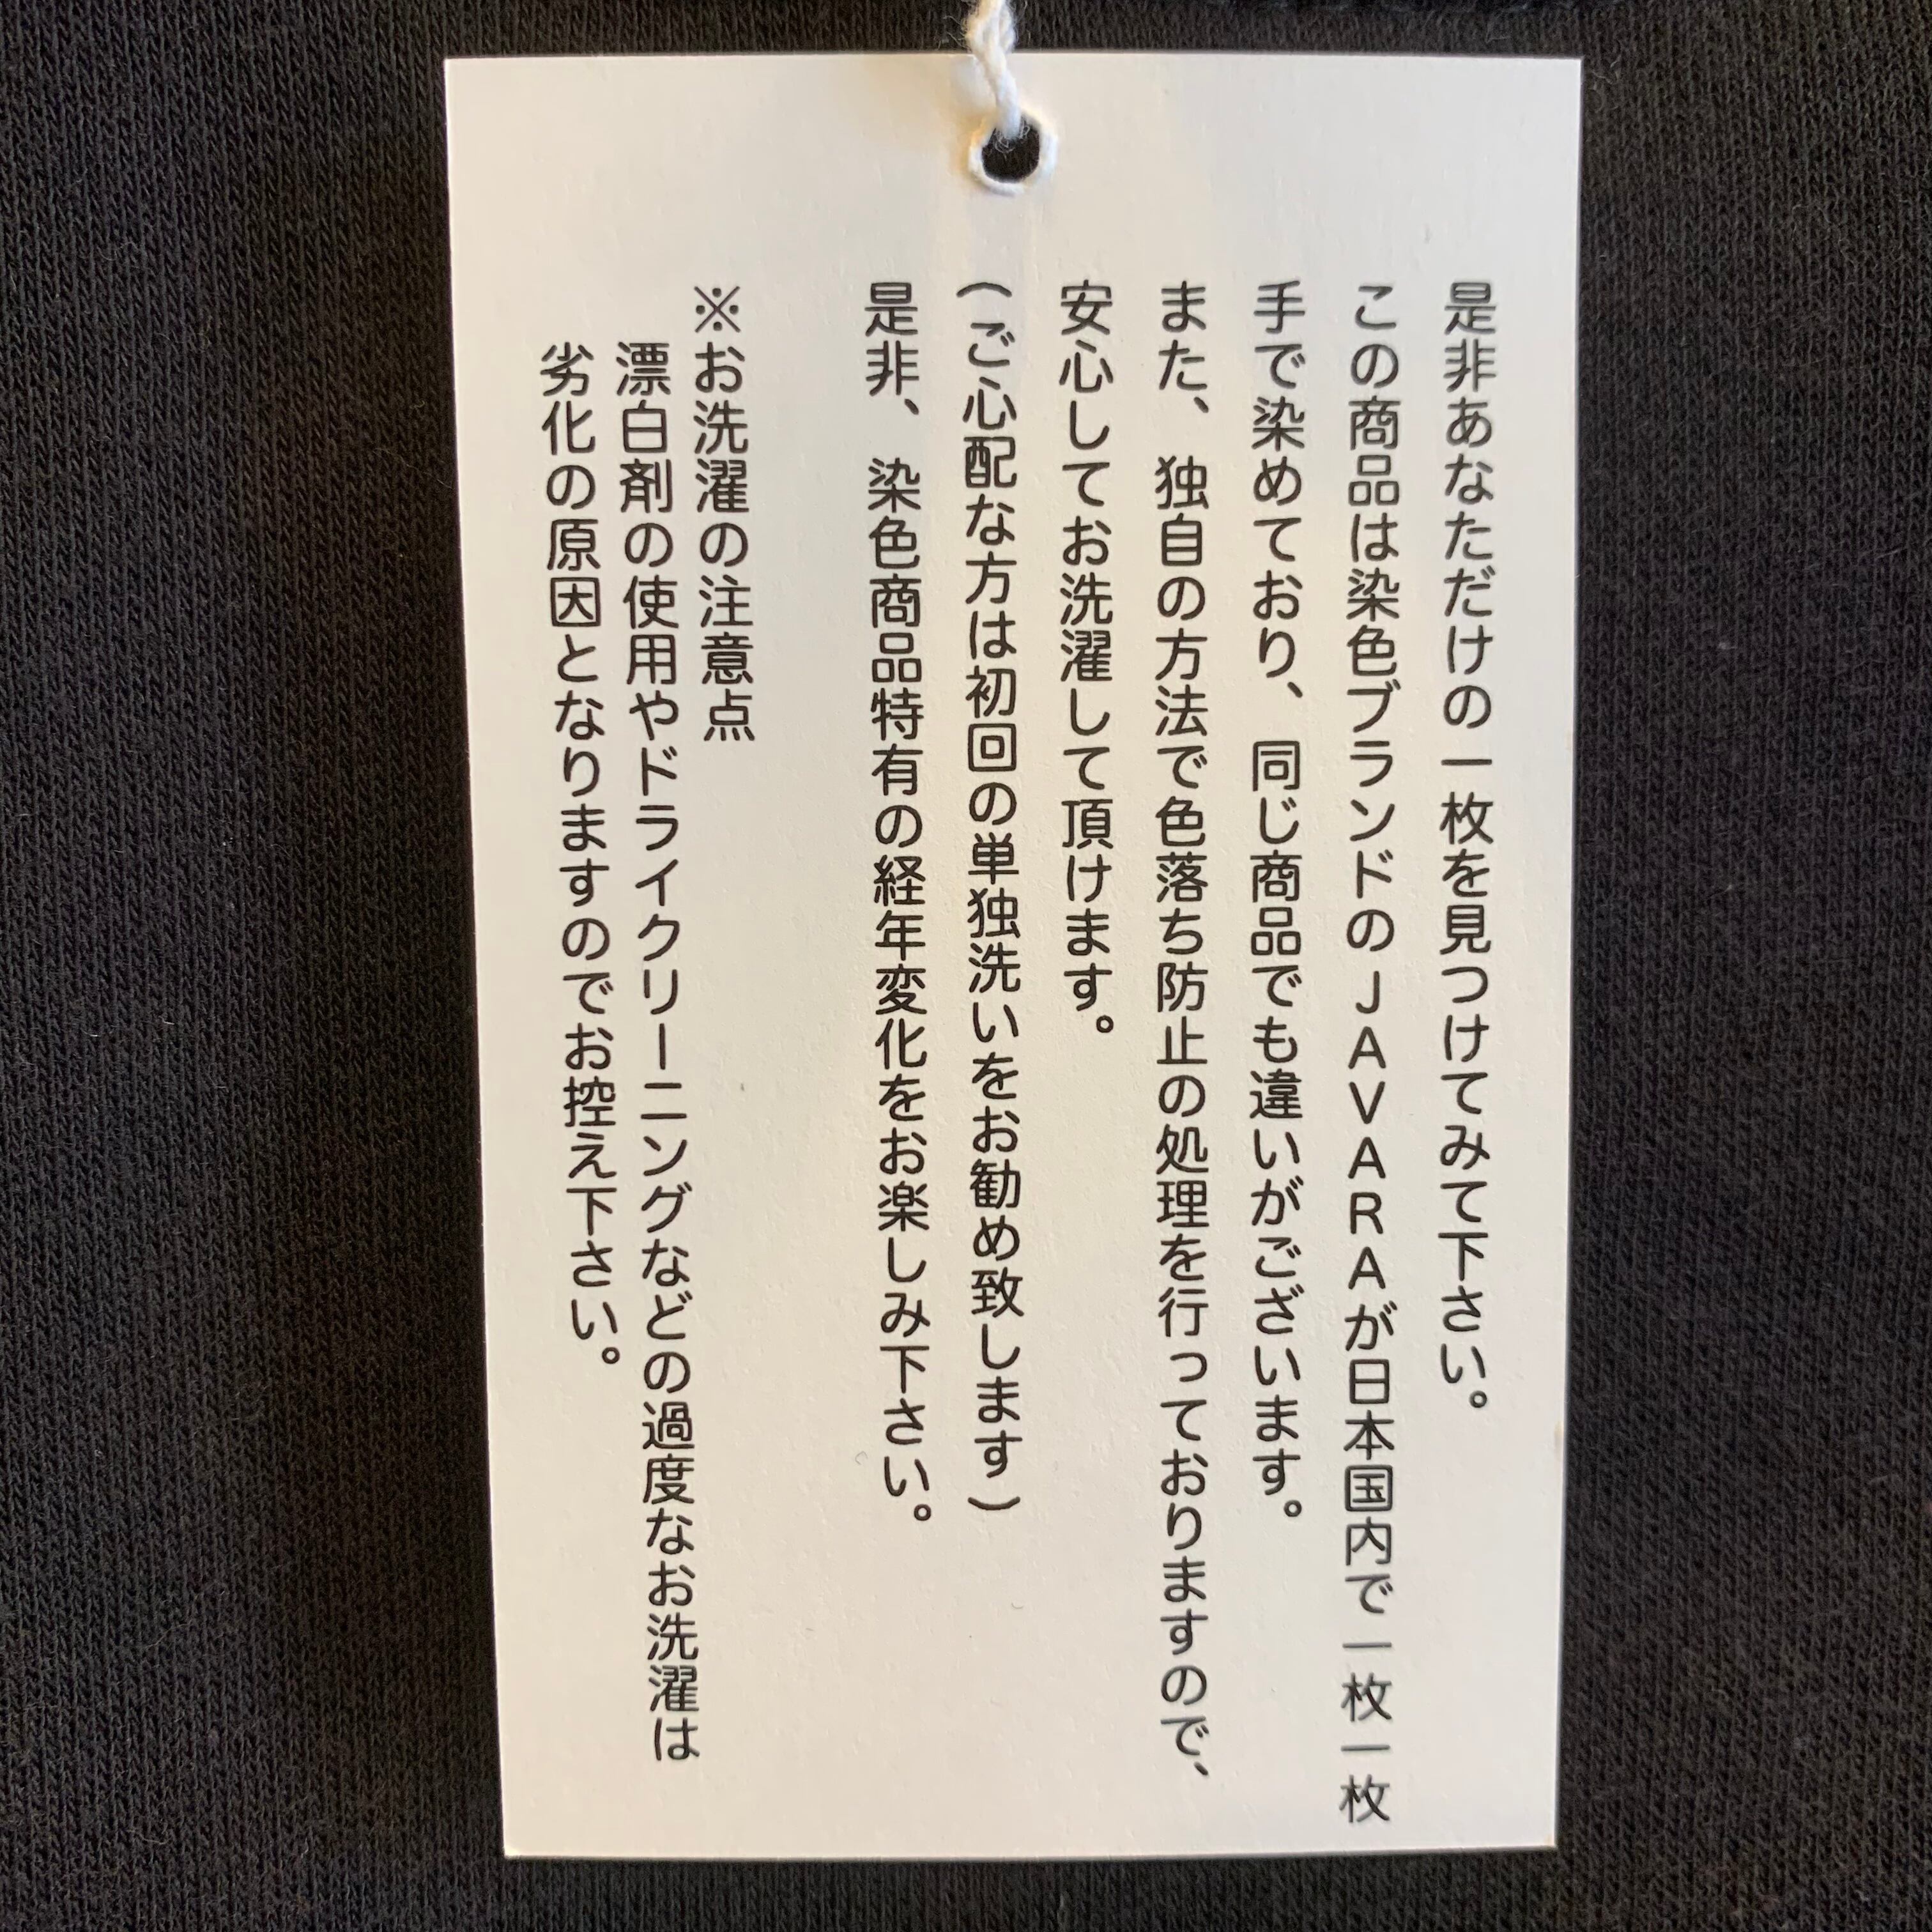 是非あなただけの一枚を見つけてみて下さい。
この商品は染色ブランドのJAVARAが日本国内で一枚一枚
手で染めており、同じ商品でも違いがございます。
また、独自の方法で色落ち防止の処理を行っておりますので、
安心してお洗濯して頂けます。
(ご心配な方は初回の単独洗いをお勧め致します)
是非、染色商品特有の経年変化をお楽しみ下さい。
※お洗濯の注意点
漂白剤の使用やドライクリーニングなどの過度なお洗濯は
劣化の原因となりますのでお控え下さい。